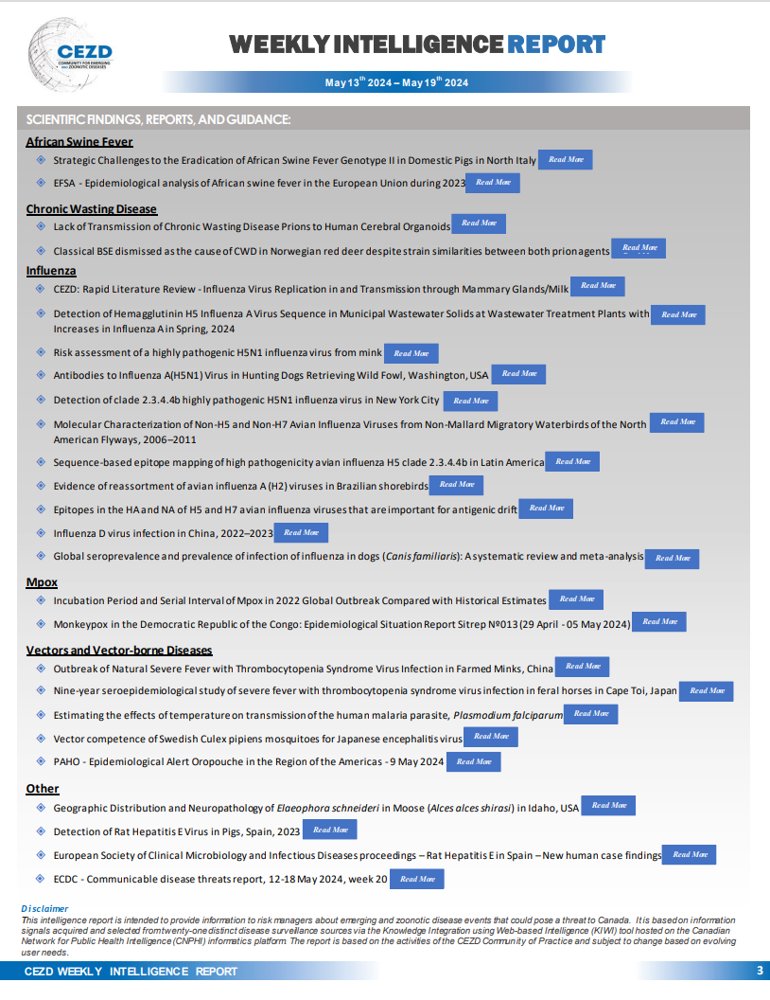 CEZD
COMMUNITY FOR EMERGING
AND ZOONOTIC DISEASES
WEEKLY INTELLIGENCE REPORT
May 13th 2024 – May 19th 2024
SCIENTIFIC FINDINGS, REPORTS, AND GUIDANCE:
African Swine Fever
Strategic Challenges to the Eradication of African Swine Fever Genotype II in Domestic Pigs in North Italy Read More
EFSA - Epidemiological analysis of African swine fever in the European Union during 2023 Read More
Chronic Wasting Disease
Lack of Transmission of Chronic Wasting Disease Prions to Human Cerebral Organoids Read More
Classical BSE dismissed as the cause of CWD in Norwegian red deer despite strain similarities between both prion agents Read More
Influenza
CEZD: Rapid Literature Review - Influenza Virus Replication in and Transmission through Mammary Glands/Milk Read More
Detection of Hemagglutinin H5 Influenza A Virus Sequence in Municipal Wastewater Solids at Wastewater Treatment Plants with Read More
Increases in Influenza A in Spring, 2024
Risk assessment of a highly pathogenic H5N1 influenza virus from mink Read More
Antibodies to Influenza A(H5N1) Virus in Hunting Dogs Retrieving Wild Fowl, Washington, USA Read More
Detection of clade 2.3.4.4b highly pathogenic H5N1 influenza virus in New York City Read More
Molecular Characterization of Non-H5 and Non-H7 Avian Influenza Viruses from Non-Mallard Migratory Waterbirds of the North Read More
American Flyways, 2006–2011
Sequence-based epitope mapping of high pathogenicity avian influenza H5 clade 2.3.4.4b in Latin America Read More
Evidence of reassortment of avian influenza A (H2) viruses in Brazilian shorebirds Read More
Epitopes in the HA and NA of H5 and H7 avian influenza viruses that are important for antigenic drift Read More
Influenza D virus infection in China, 2022–2023 Read More
Global seroprevalence and prevalence of infection of influenza in dogs (Canis familiaris): A systematic review and meta-analysis Read More
Mpox
Incubation Period and Serial Interval of Mpox in 2022 Global Outbreak Compared with Historical Estimates Read More
Monkeypox in the Democratic Republic of the Congo: Epidemiological Situation Report Sitrep Nº013 (29 April - 05 May 2024) Read More
Vectors and Vector-borne Diseases
Outbreak of Natural Severe Fever with Thrombocytopenia Syndrome Virus Infection in Farmed Minks, China Read More
Nine-year seroepidemiological study of severe fever with thrombocytopenia syndrome virus infection in feral horses in Cape Toi, Japan Read More
Estimating the effects of temperature on transmission of the human malaria parasite, Plasmodium falciparum Read More
Vector competence of Swedish Culex pipiens mosquitoes for Japanese encephalitis virus Read More
PAHO - Epidemiological Alert Oropouche in the Region of the Americas - 9 May 2024 Read More
Other
Geographic Distribution and Neuropathology of Elaeophora schneideri in Moose (Alces alces shirasi) in Idaho, USA Read More
Detection of Rat Hepatitis E Virus in Pigs, Spain, 2023 Read More
European Society of Clinical Microbiology and Infectious Diseases proceedings – Rat Hepatitis E in Spain – New human case findings Read More
ECDC - Communicable disease threats report, 12-18 May 2024, week 20 Read More
Disclaimer
This intelligence report is intended to provide information to risk managers about emerging and zoonotic disease events that could pose a threat to Canada. It is based on information
signals acquired and selected from twenty-one distinct disease surveillance sources via the Knowledge Integration using Web-based Intelligence (KIWI) tool hosted on the Canadian
Network for Public Health Intelligence (CNPHI) informatics platform. The report is based on the activities of the CEZD Community of Practice and subject to change based on evolving
user needs.
CEZD WEEKLY INTELLIGENCE REPORT 3